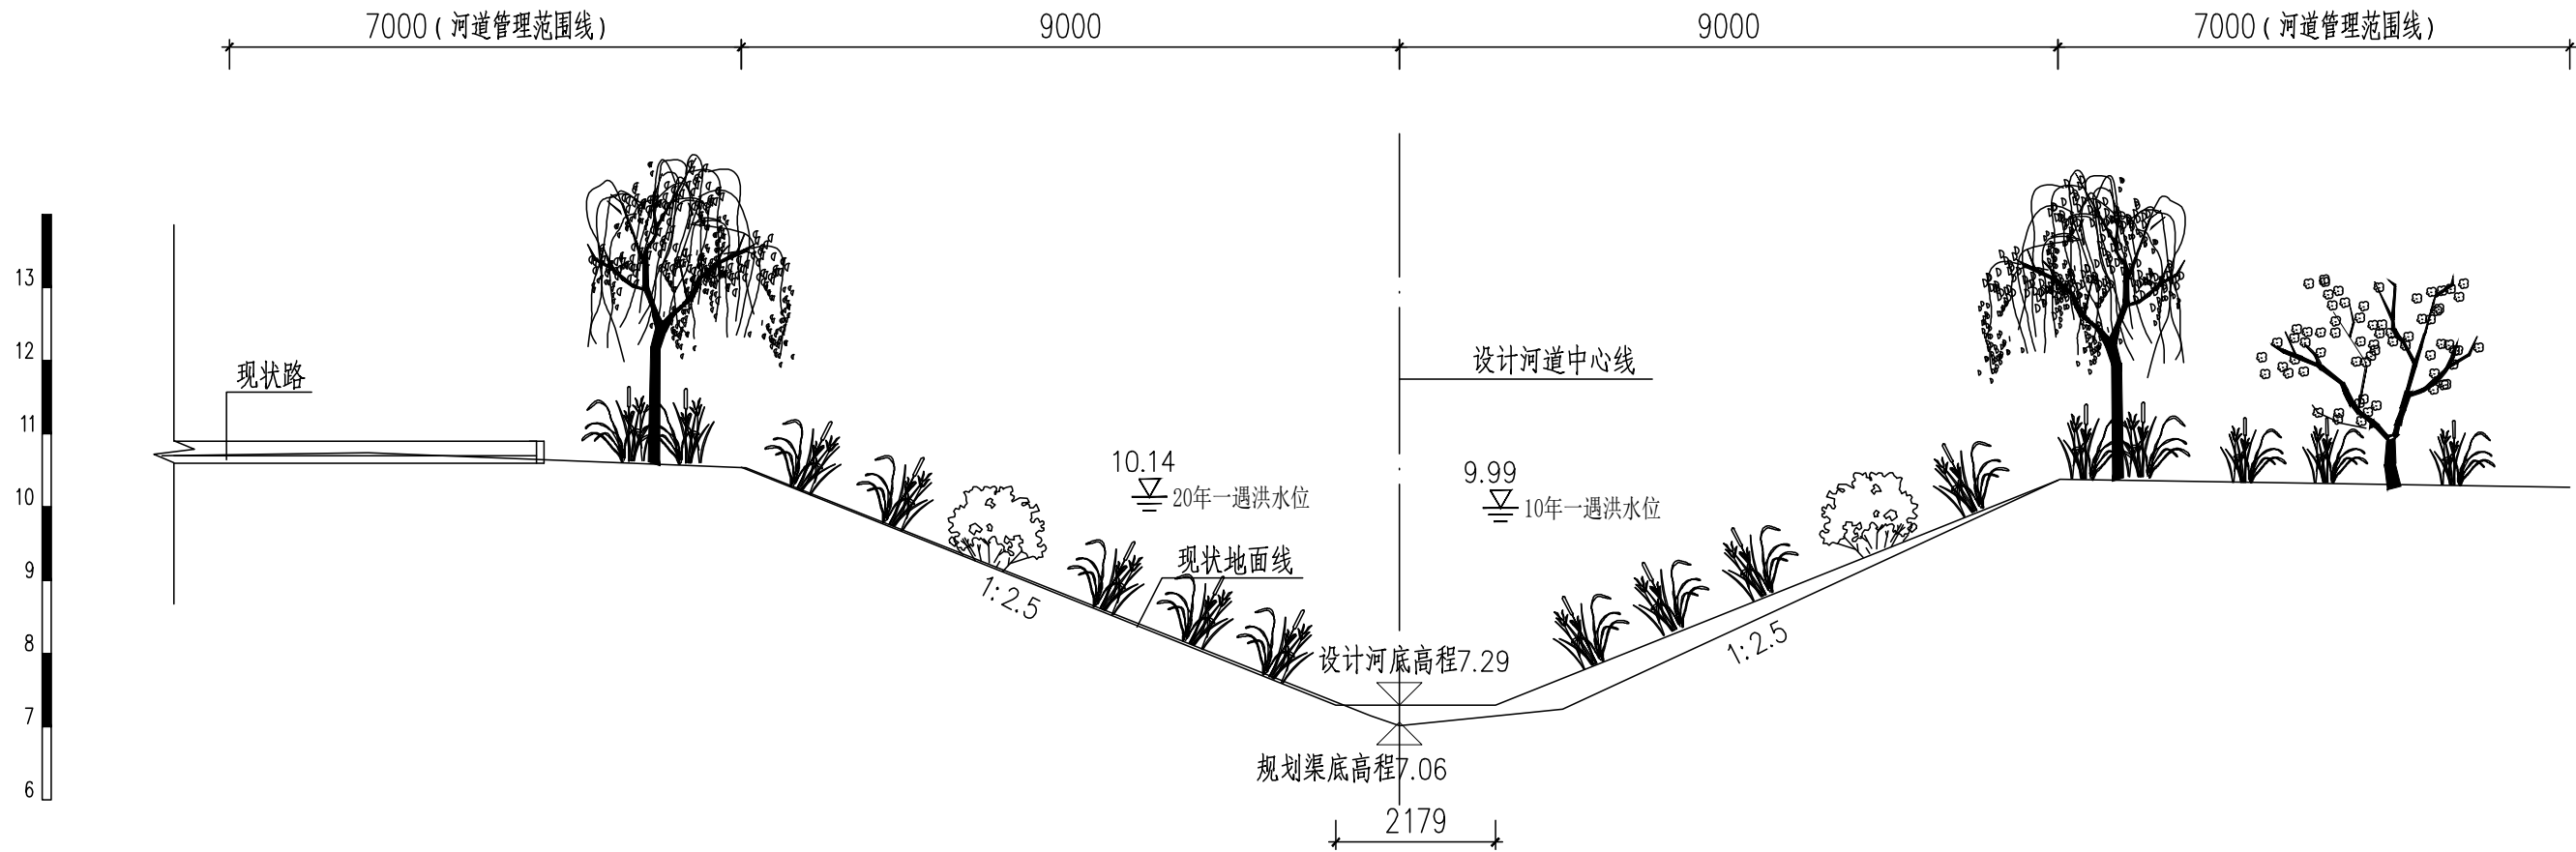 7000(河道管理范围线)
9000
9000
7000(河道管理范围线)
13
12
11
10
9
8
7
6
现状路
设计河道中心线
10.14
20年一遇洪水位
9.99
10年一遇洪水位
现状地面线
1:2.5
1:2.5
设计河底高程7.29
规划渠底高程7.06
2179